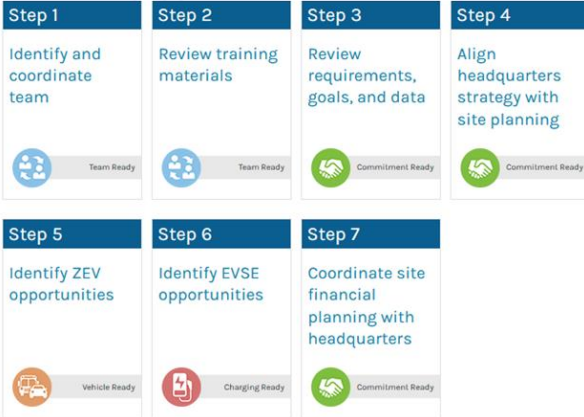 Step 1
Identify and
coordinate
team
Team Ready
Step 2
Review training
materials
Team Ready
Step 3
Review
requirements,
goals, and data
Commitment Ready
Step 4
Align
headquarters
strategy with
site planning
Commitment Ready
Step 5
Identify ZEV
opportunities
Vehicle Ready
Step 6
Identify EVSE
opportunities
Charging Ready
Step 7
Coordinate site
financial
planning with
headquarters
Commitment Ready